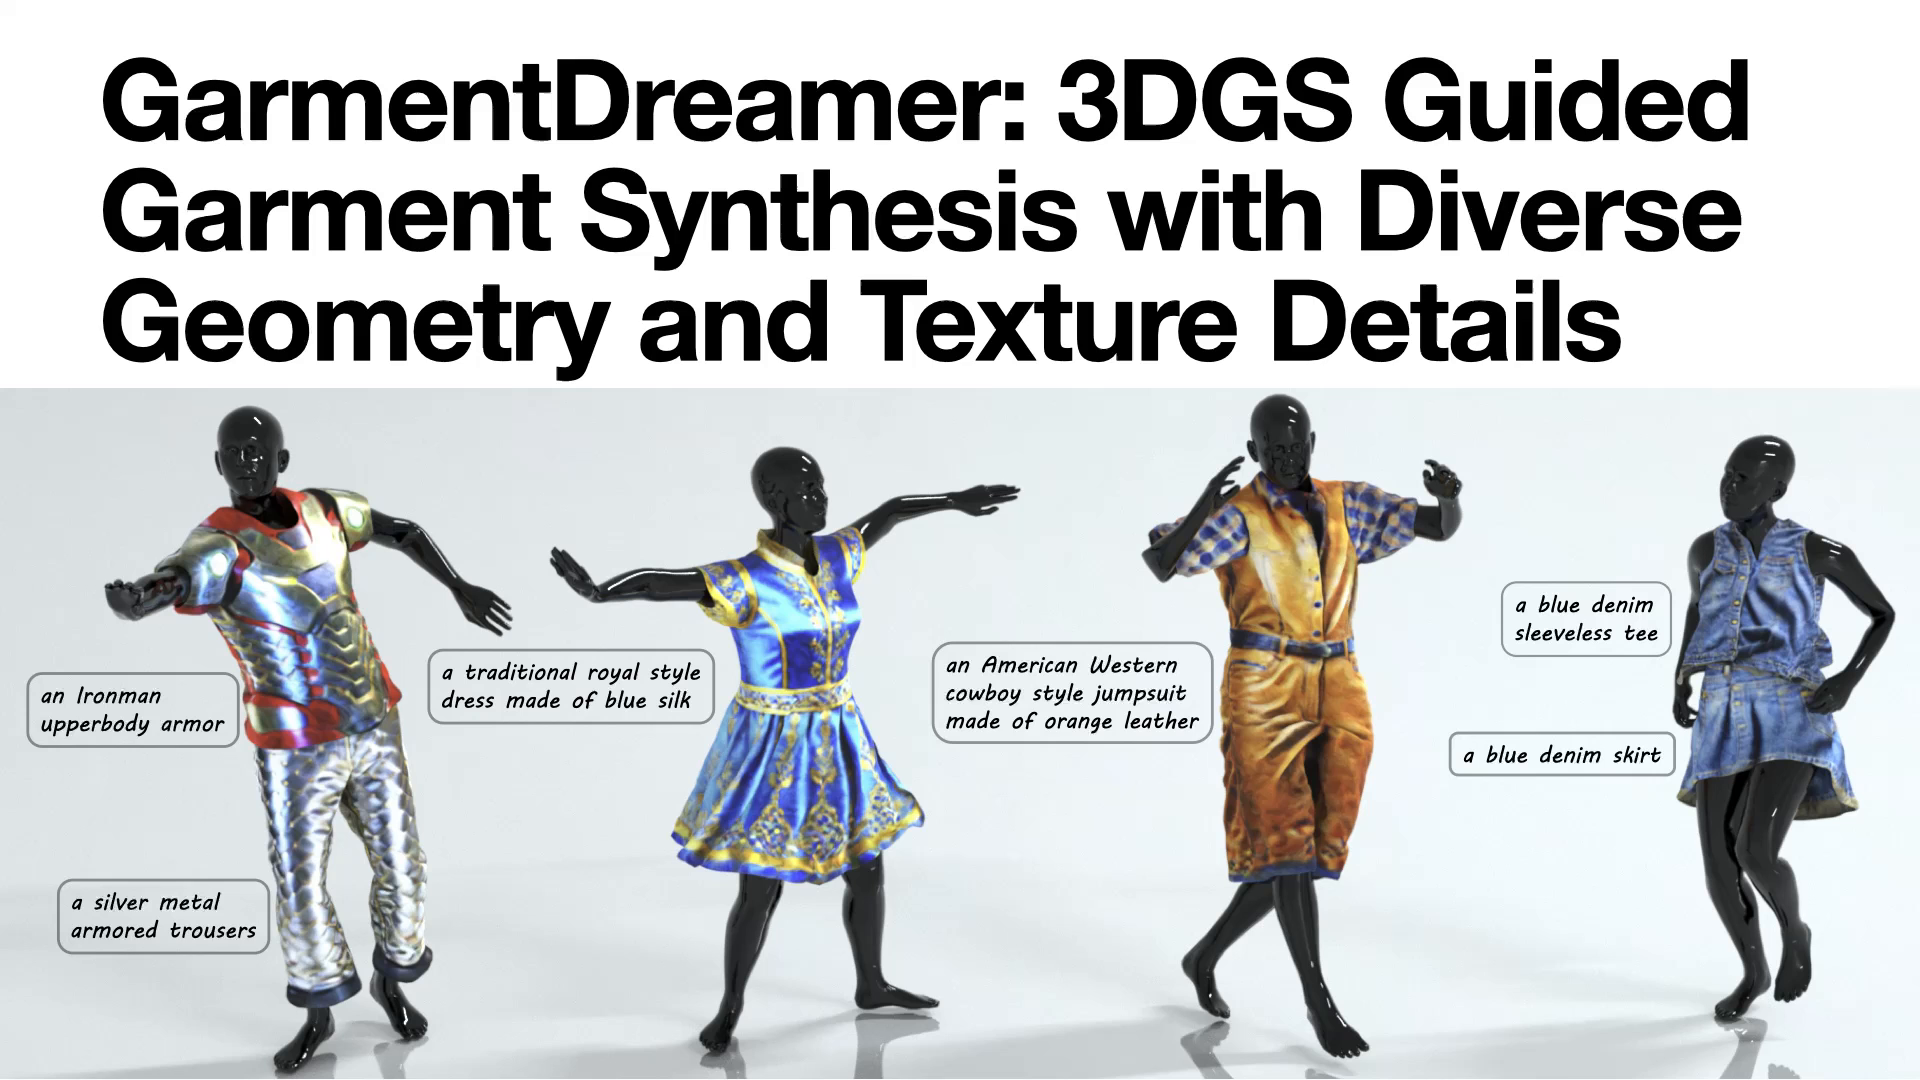 GarmentDreamer: 3DGS Guided
Garment Synthesis with Diverse
Geometry and Texture Details
an Ironman
upperbody armor
a silver metal
armored trousers
a traditional royal style
dress made of blue silk
an American Western
cowboy style jumpsuit
made of orange leather
a blue denim
sleeveless tee
a blue denim skirt